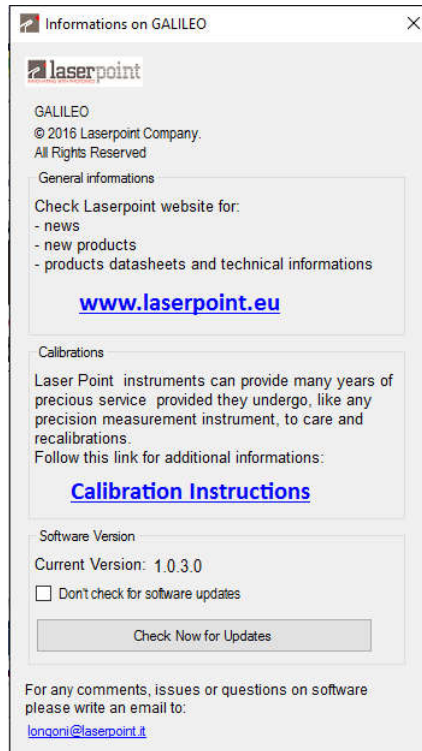 Informations on GALILEO
laserpoint
GALILEO
© 2016 Laserpoint Company.
All Rights Reserved
General informations
Check Laserpoint website for:
- news
- new products
- products datasheets and technical informations
www.laserpoint.eu
Calibrations
Laser Point instruments can provide many years of
precious service provided they undergo, like any
precision measurement instrument, to care and
recalibrations.
Follow this link for additional informations:
Calibration Instructions
Software Version
Current Version: 1.0.3.0
Don't check for software updates
Check Now for Updates
For any comments, issues or questions on software
please write an email to:
longoni@laserpoint.it